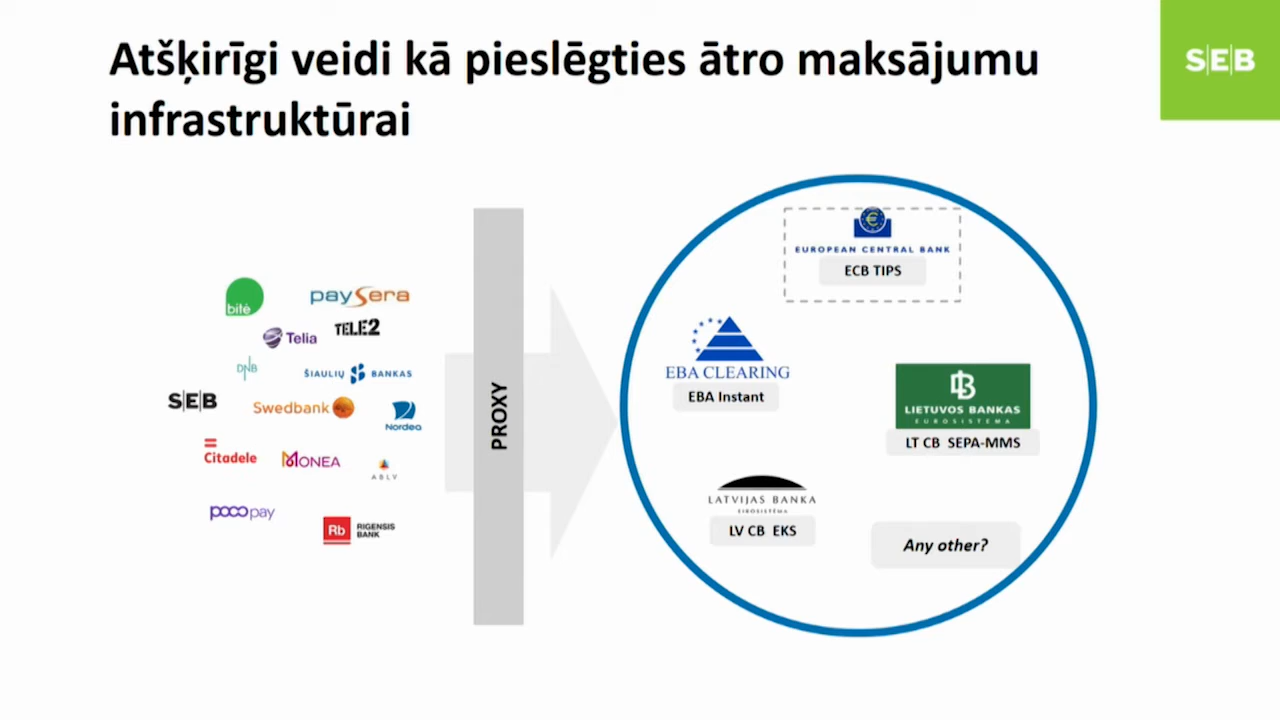 Atšķirīgi veidi kā pieslēgties ātro maksājumu
infrastruktūrai
S|E|B
bitė
paysera
Telia
TELE2
DNB
ŠIAULIŲ BANKAS
S|E|B
Swedbank
Nordea
Citadele
MONEA
ABLV
pocopay
Rb RIGENSIS
BANK
PROXY
EUROPEAN CENTRAL BANK
ECB TIPS
EBA CLEARING
EBA Instant
LIETUVOS BANKAS
EUROSISTEMA
LT CB SEPA-MMS
LATVIJAS BANKA
EIROSISTĒMA
LV CB EKS
Any other?